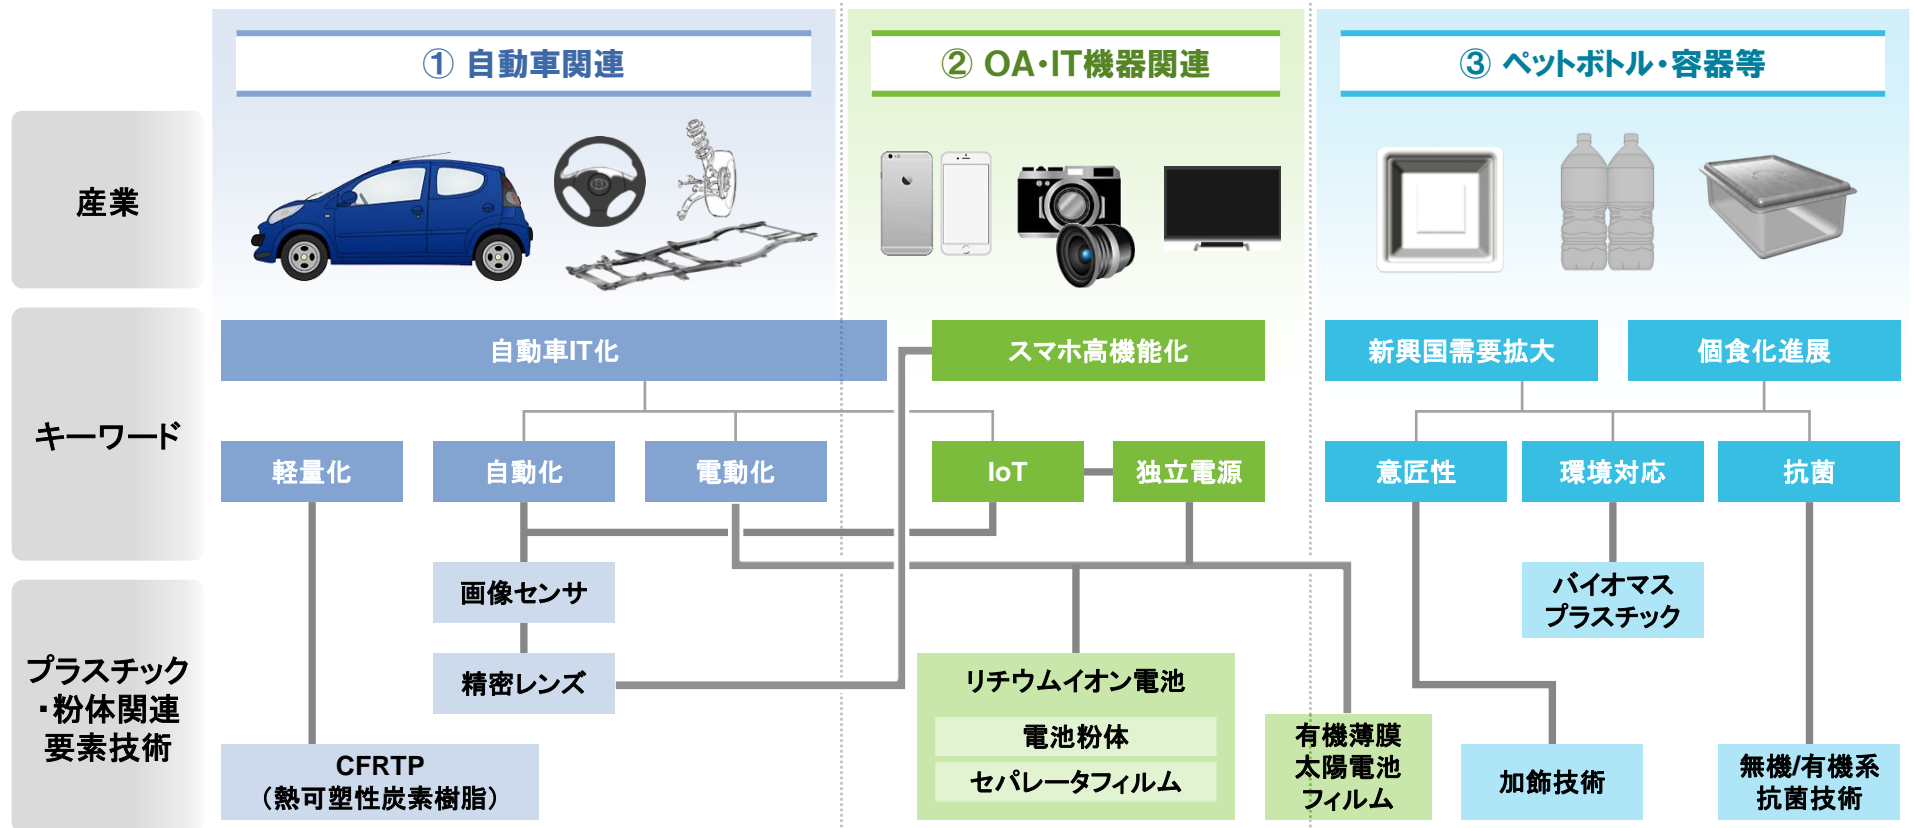 ① 自動車関連
② OA・IT機器関連
③ ペットボトル・容器等
産業
キーワード
自動車IT化
スマホ高機能化
新興国需要拡大
個食化進展
軽量化
自動化
電動化
IoT
独立電源
意匠性
環境対応
抗菌
プラスチック
・粉体関連
要素技術
画像センサ
精密レンズ
CFRTP
（熱可塑性炭素樹脂）
リチウムイオン電池
電池粉体
セパレータフィルム
有機薄膜
太陽電池
フィルム
バイオマス
プラスチック
加飾技術
無機/有機系
抗菌技術